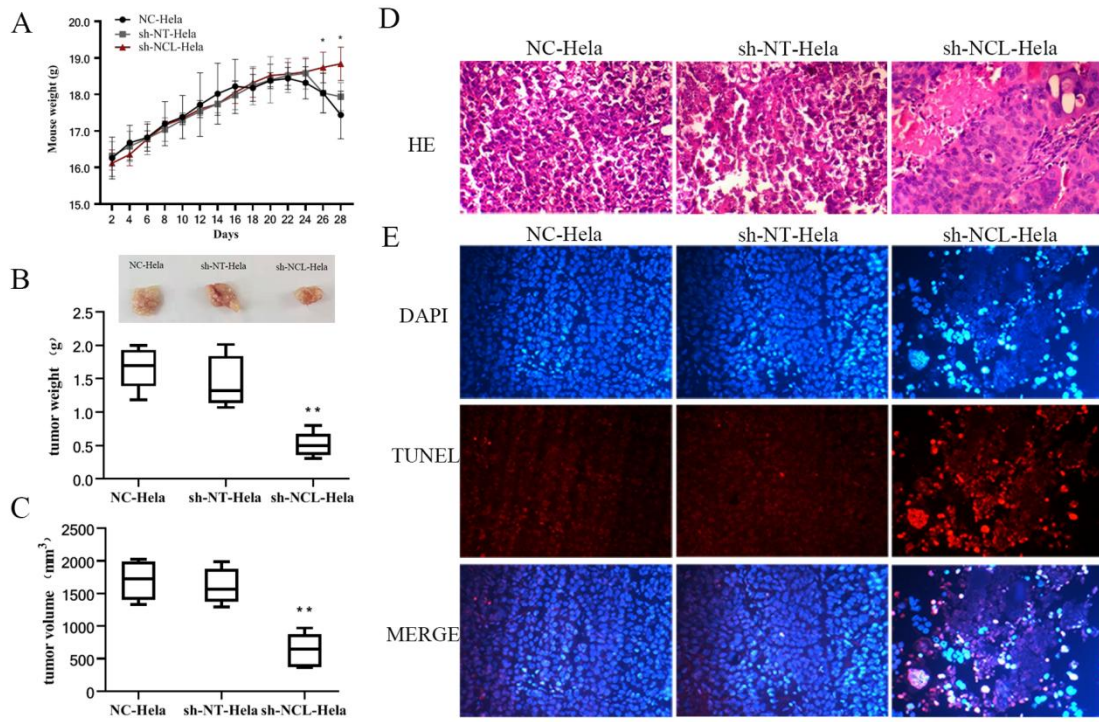 A
NC-Hela
sh-NT-Hela
sh-NCL-Hela
20.0
19.0
18.0
17.0
16.0
15.0
Mouse weight (g)
* *
2 4 6 8 10 12 14 16 18 20 22 24 26 28
Days
B
NC-Hela sh-NT-Hela sh-NCL-Hela
2.5
2.0
1.5
1.0
0.5
0.0
tumor weight (g)
**
NC-Hela sh-NT-Hela sh-NCL-Hela
C
2500
2000
1500
1000
500
0
tumor volume (mm³)
**
NC-Hela sh-NT-Hela sh-NCL-Hela
D
NC-Hela sh-NT-Hela sh-NCL-Hela
HE
E
NC-Hela sh-NT-Hela sh-NCL-Hela
DAPI
TUNEL
MERGE